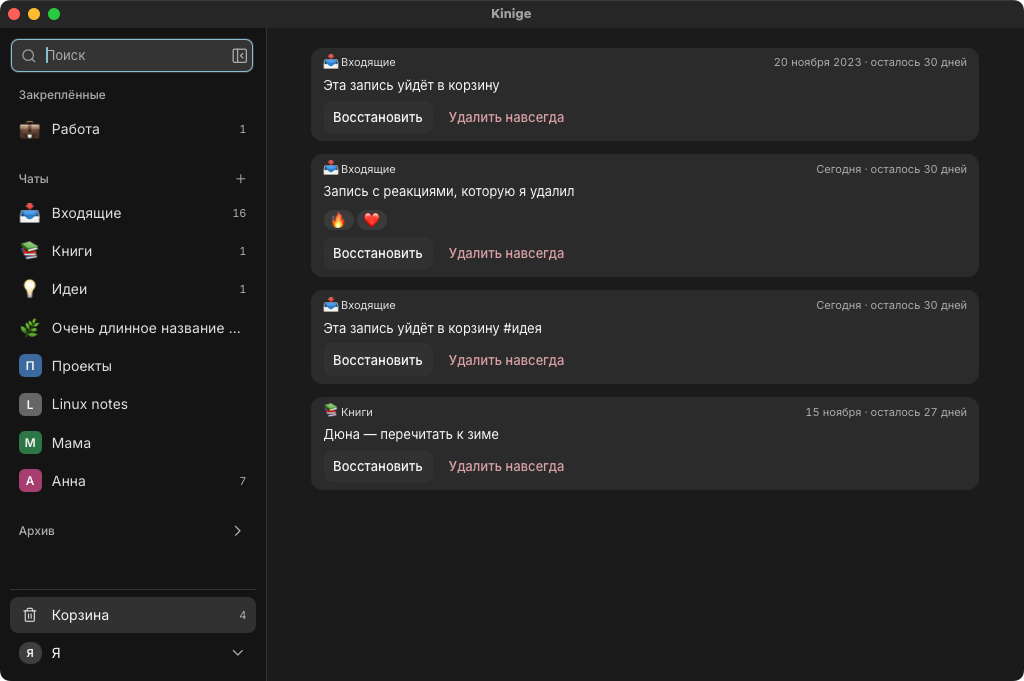 Kinige
Поиск
Закреплённые
Работа 1
Чаты
Входящие 16
Книги 1
Идеи 1
Очень длинное название ...
П Проекты
L Linux notes
М Мама
А Анна 7
Архив
Корзина 4
Я Я
Входящие 20 ноября 2023 · осталось 30 дней
Эта запись уйдёт в корзину
Восстановить Удалить навсегда
Входящие Сегодня · осталось 30 дней
Запись с реакциями, которую я удалил
🔥 ❤️
Восстановить Удалить навсегда
Входящие Сегодня · осталось 30 дней
Эта запись уйдёт в корзину #идея
Восстановить Удалить навсегда
Книги 15 ноября · осталось 27 дней
Дюна — перечитать к зиме
Восстановить Удалить навсегда